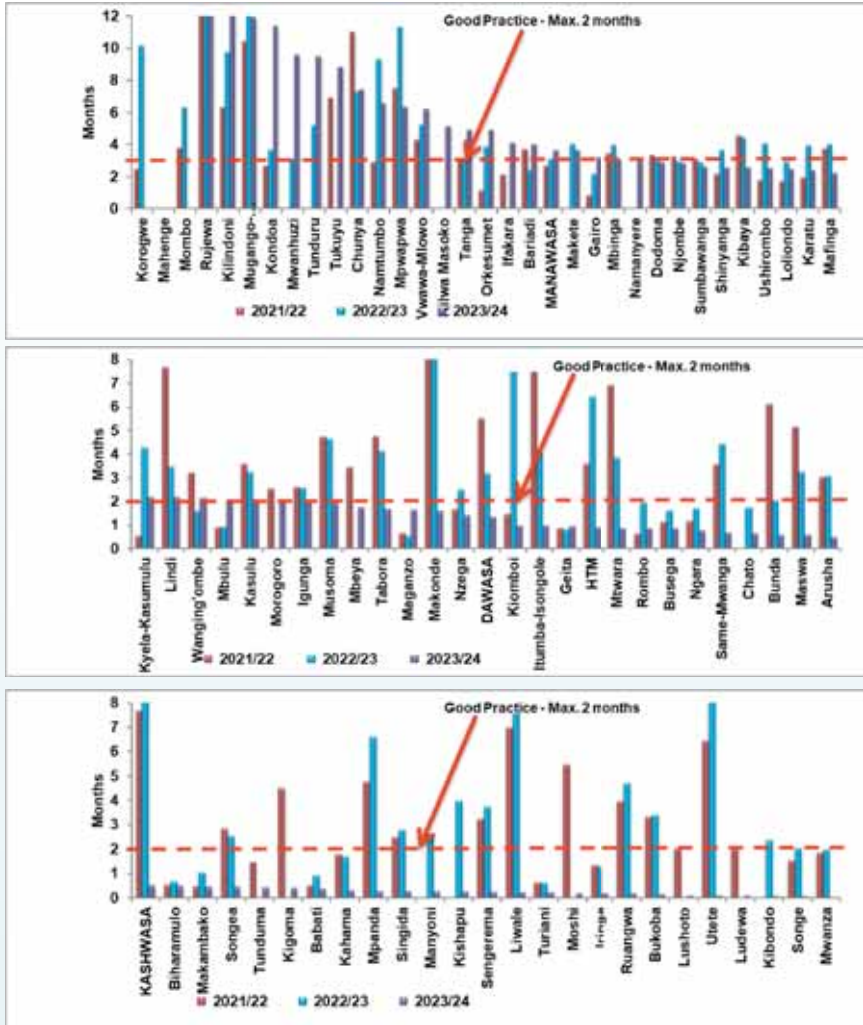 Good Practice - Max. 2 months
12
10
8
6
4
2
0
Months
Korogwe
Mahenge
Mombo
Rujewa
Kilindoni
Mugango-...
Kondoa
Mwanhuzi
Tunduru
Tukuyu
Chunya
Namtumbo
Mpwapwa
Vwawa-Mlowo
Kilwa Masoko
Tanga
Orkesumet
Ifakara
Bariadi
MANAWASA
Makete
Gairo
Mbinga
Namanyere
Dodoma
Njombe
Sumbawanga
Shinyanga
Kibaya
Ushirombo
Loliondo
Karatu
Mafinga
2021/22 2022/23 2023/24
Good Practice - Max. 2 months
8
7
6
5
4
3
2
1
0
Months
Kyela-Kasumulu
Lindi
Wanging'ombe
Mbulu
Kasulu
Morogoro
Igunga
Musoma
Mbeya
Tabora
Maganzo
Makonde
Nzega
DAWASA
Kiomboi
Itumba-Isongole
Geita
HTM
Mtwara
Rombo
Busega
Ngara
Same-Mwanga
Chato
Bunda
Maswa
Arusha
2021/22 2022/23 2023/24
Good Practice - Max. 2 months
8
7
6
5
4
3
2
1
0
Months
KASHWASA
Biharamulo
Makambako
Songea
Tunduma
Kigoma
Babati
Kahama
Mpanda
Singida
Manyoni
Kishapu
Sengerema
Liwale
Turiani
Moshi
Iringa
Ruangwa
Bukoba
Lushoto
Utete
Ludewa
Kibondo
Songe
Mwanza
2021/22 2022/23 2023/24